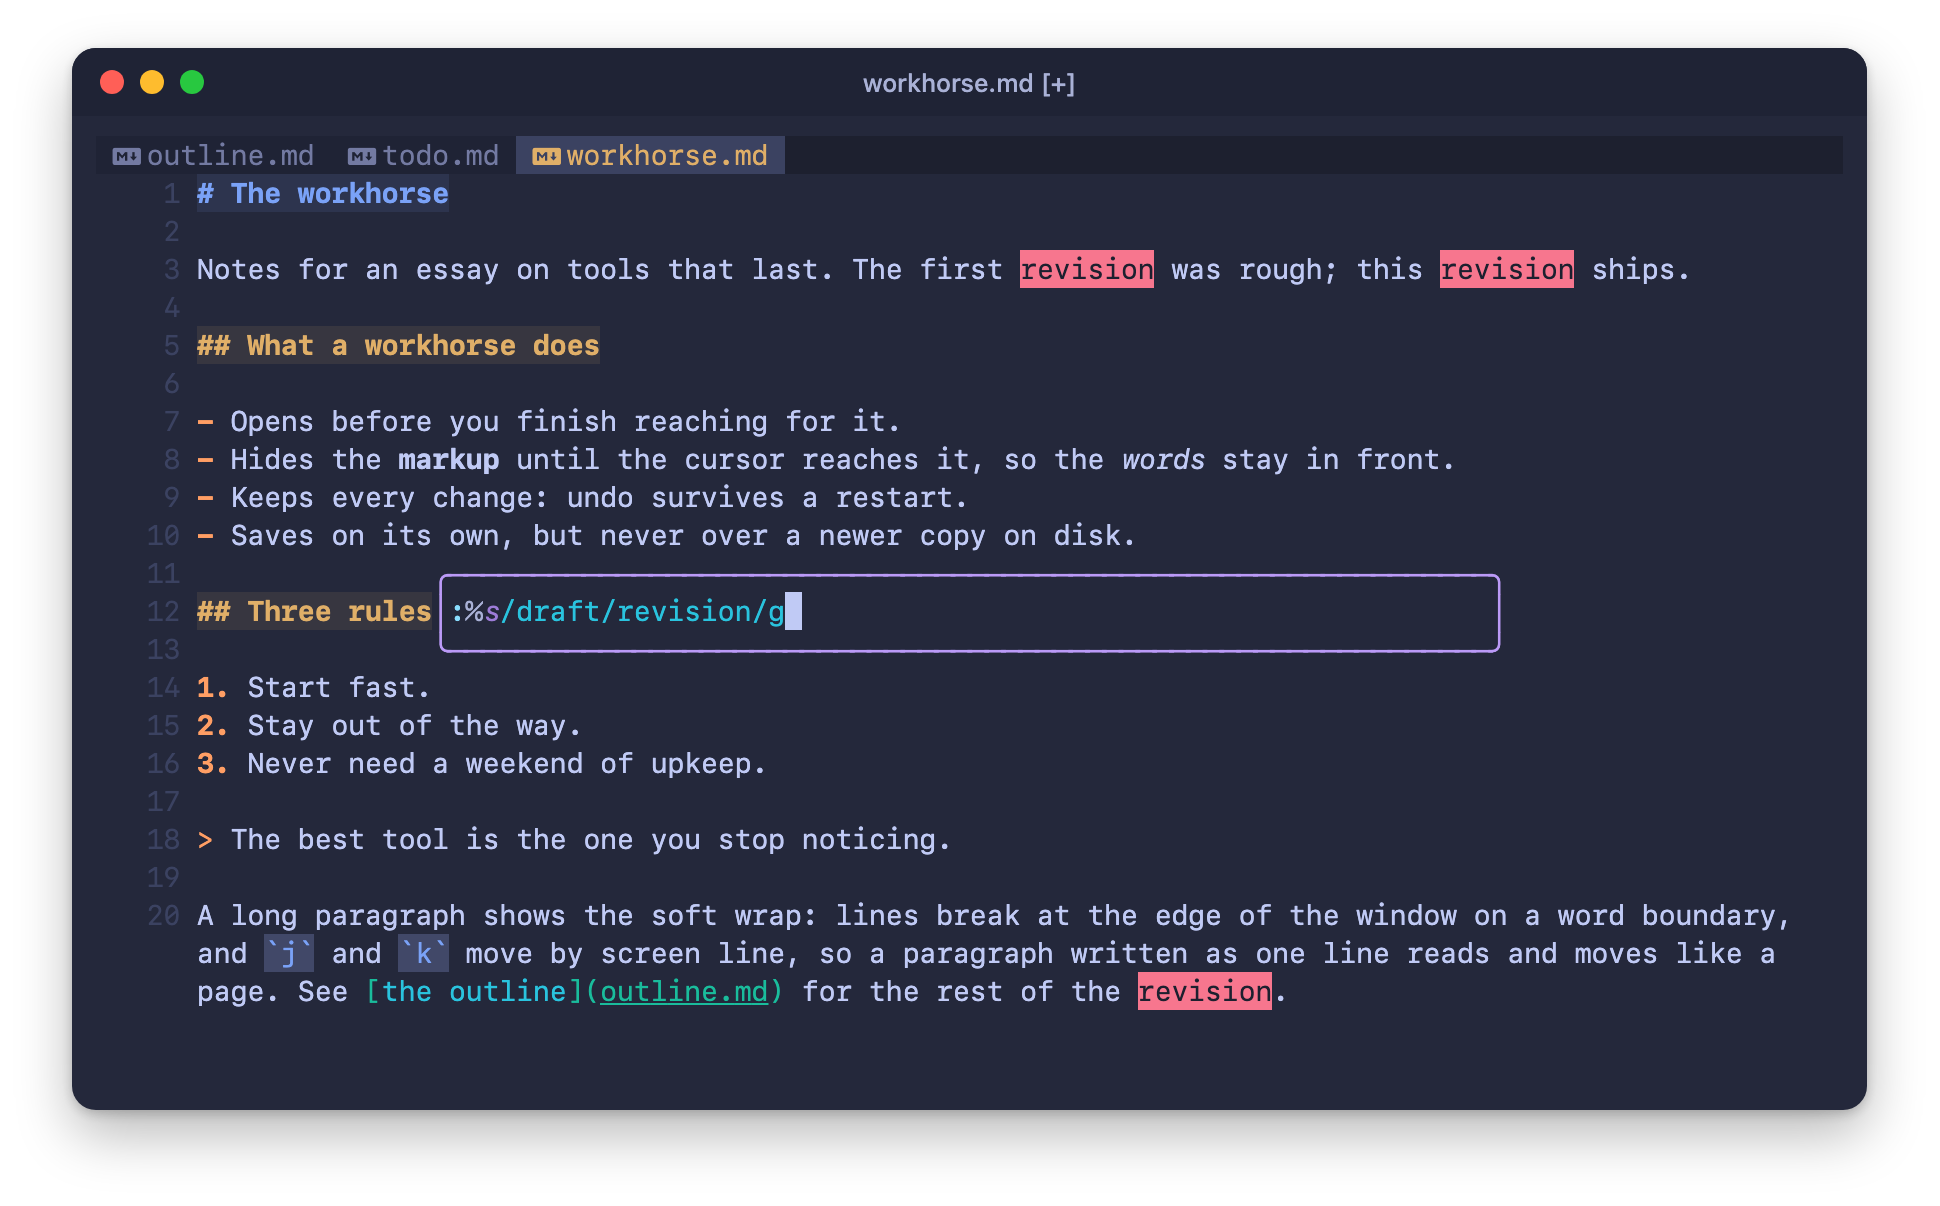 workhorse.md [+]
outline.md todo.md workhorse.md
1 # The workhorse
2
3 Notes for an essay on tools that last. The first revision was rough; this revision ships.
4
5 ## What a workhorse does
6
7 - Opens before you finish reaching for it.
8 - Hides the markup until the cursor reaches it, so the words stay in front.
9 - Keeps every change: undo survives a restart.
10 - Saves on its own, but never over a newer copy on disk.
11
12 ## Three rules
:%s/draft/revision/g
13
14 1. Start fast.
15 2. Stay out of the way.
16 3. Never need a weekend of upkeep.
17
18 > The best tool is the one you stop noticing.
19
20 A long paragraph shows the soft wrap: lines break at the edge of the window on a word boundary,
and `j` and `k` move by screen line, so a paragraph written as one line reads and moves like a
page. See [the outline](outline.md) for the rest of the revision.